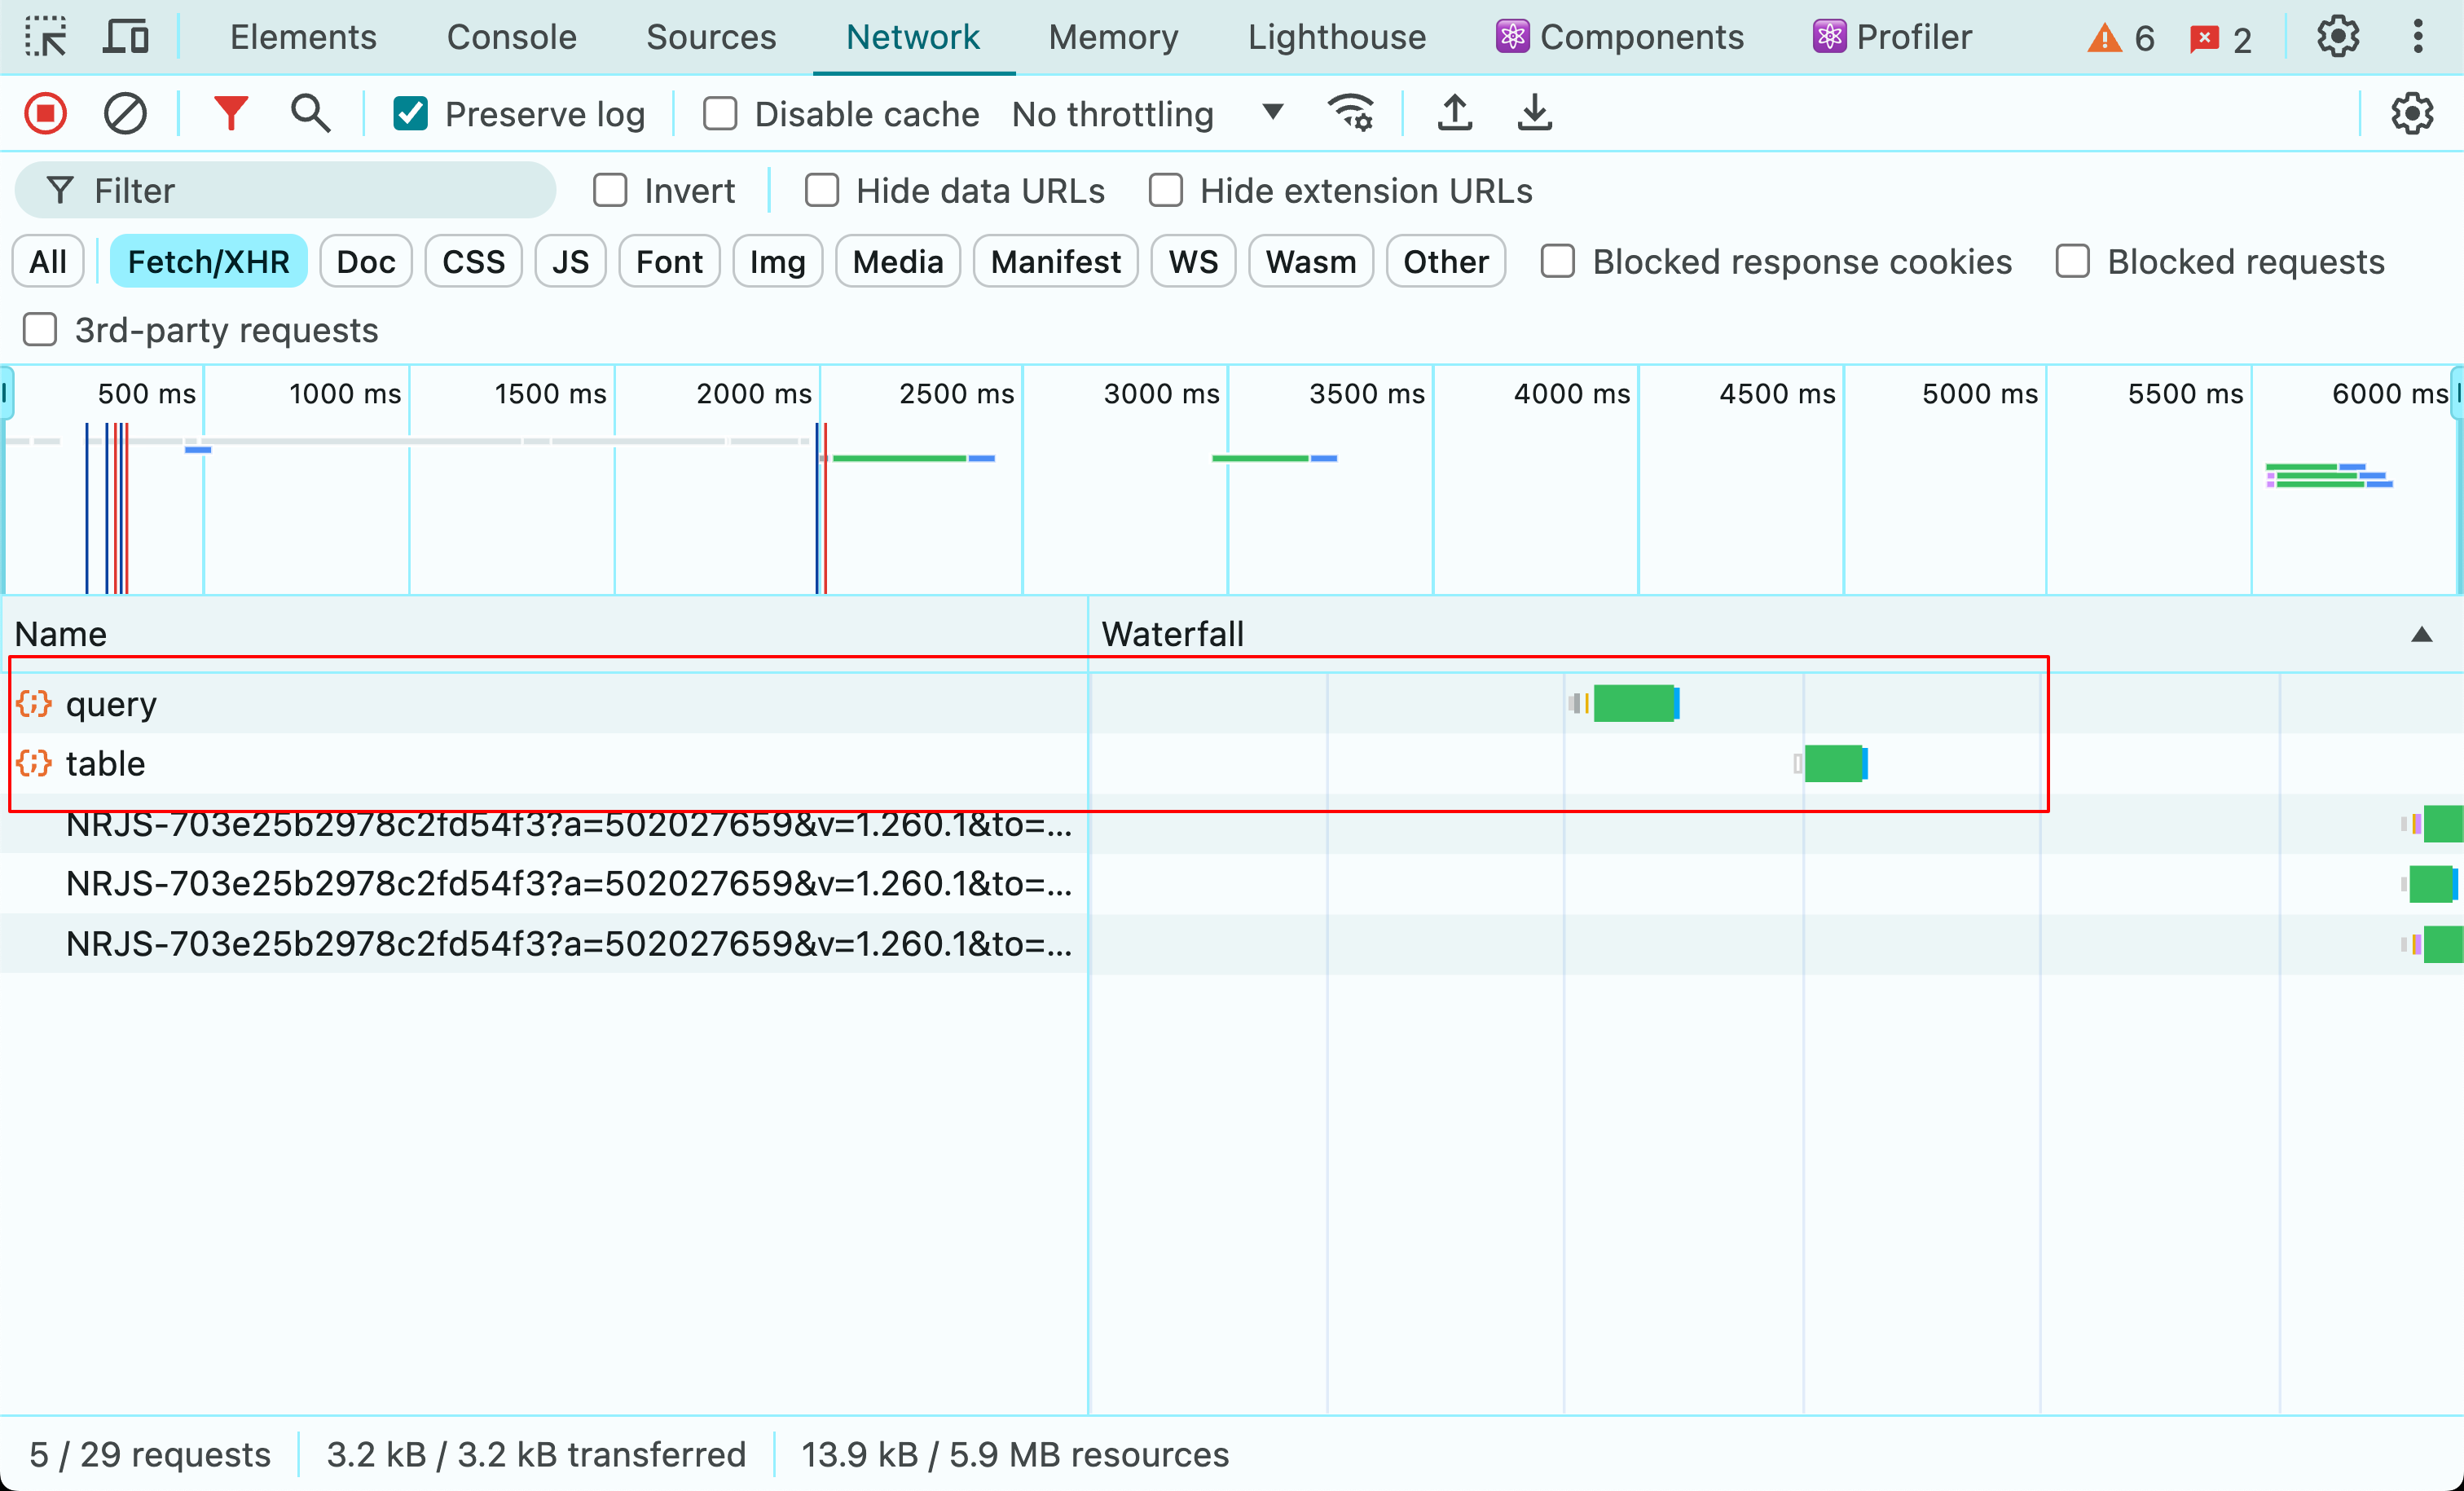 Elements Console Sources Network Memory Lighthouse Components Profiler 6 2
Preserve log Disable cache No throttling
Filter Invert Hide data URLs Hide extension URLs
All Fetch/XHR Doc CSS JS Font Img Media Manifest WS Wasm Other Blocked response cookies Blocked requests
3rd-party requests
500 ms 1000 ms 1500 ms 2000 ms 2500 ms 3000 ms 3500 ms 4000 ms 4500 ms 5000 ms 5500 ms 6000 ms
Name Waterfall
query
table
NRJS-703e25b2978c2fd54f3?a=502027659&v=1.260.1&to=...
NRJS-703e25b2978c2fd54f3?a=502027659&v=1.260.1&to=...
NRJS-703e25b2978c2fd54f3?a=502027659&v=1.260.1&to=...
5 / 29 requests 3.2 kB / 3.2 kB transferred 13.9 kB / 5.9 MB resources